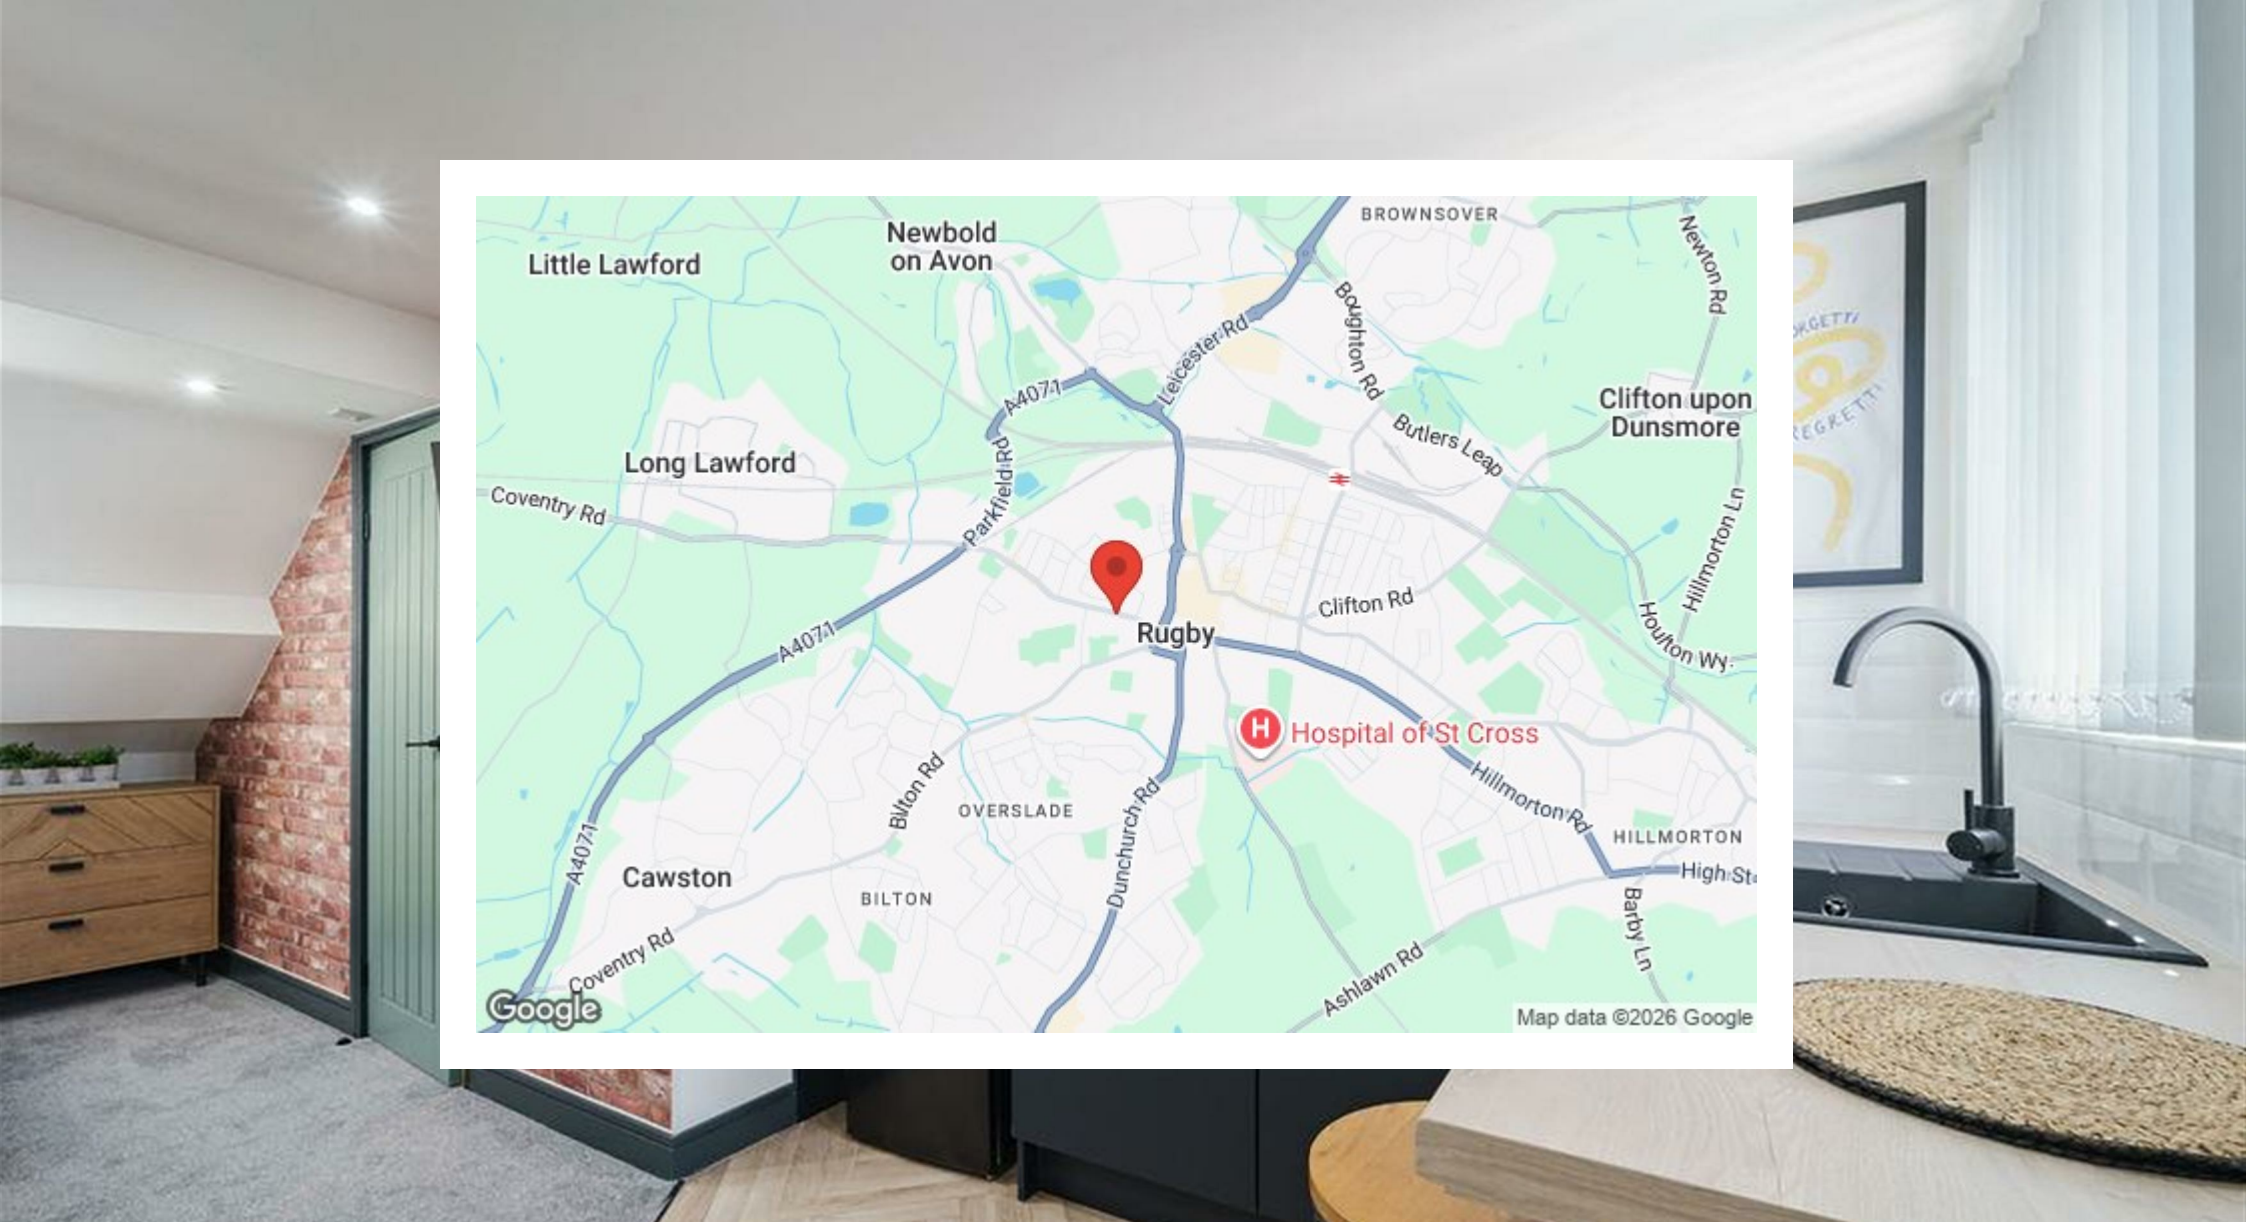 BROWNSOVER
Newbold
on Avon
Little Lawford
Newton Rd
Boughton Rd
Leicester Rd
A4071
Clifton upon
Dunsmore
Butlers Leap
Long Lawford
Parkfield Rd
Coventry Rd
Hillmorton Ln
Clifton Rd
Rugby
A4071
Houlton Wy.
H
Hospital of St Cross
Bilton Rd
Hillmorton Rd
OVERSLADE
Dunchurch Rd
HILLMORTON
A4071
High St
Cawston
BILTON
Barby Ln
Coventry Rd
Ashlawn Rd
Google
Map data ©2026 Google
REGRETTI